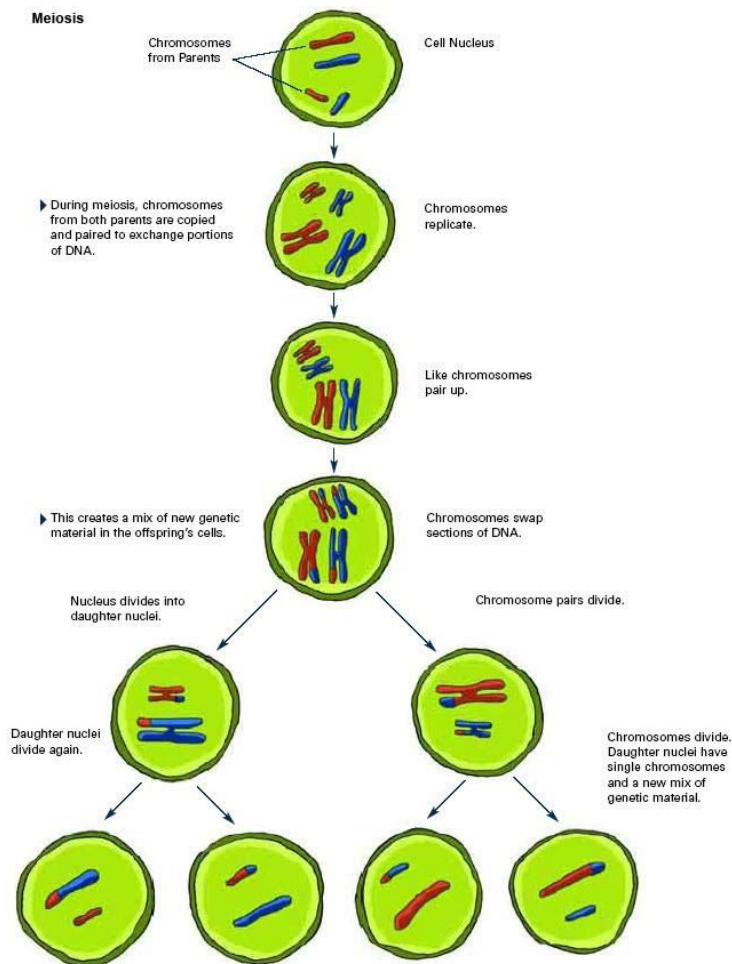 Meiosis
Chromosomes
from Parents
Cell Nucleus
During meiosis, chromosomes
from both parents are copied
and paired to exchange portions
of DNA.
Chromosomes
replicate.
Like chromosomes
pair up.
This creates a mix of new genetic
material in the offspring's cells.
Chromosomes swap
sections of DNA.
Nucleus divides into
daughter nuclei.
Chromosome pairs divide.
Daughter nuclei
divide again.
Chromosomes divide.
Daughter nuclei have
single chromosomes
and a new mix of
genetic material.